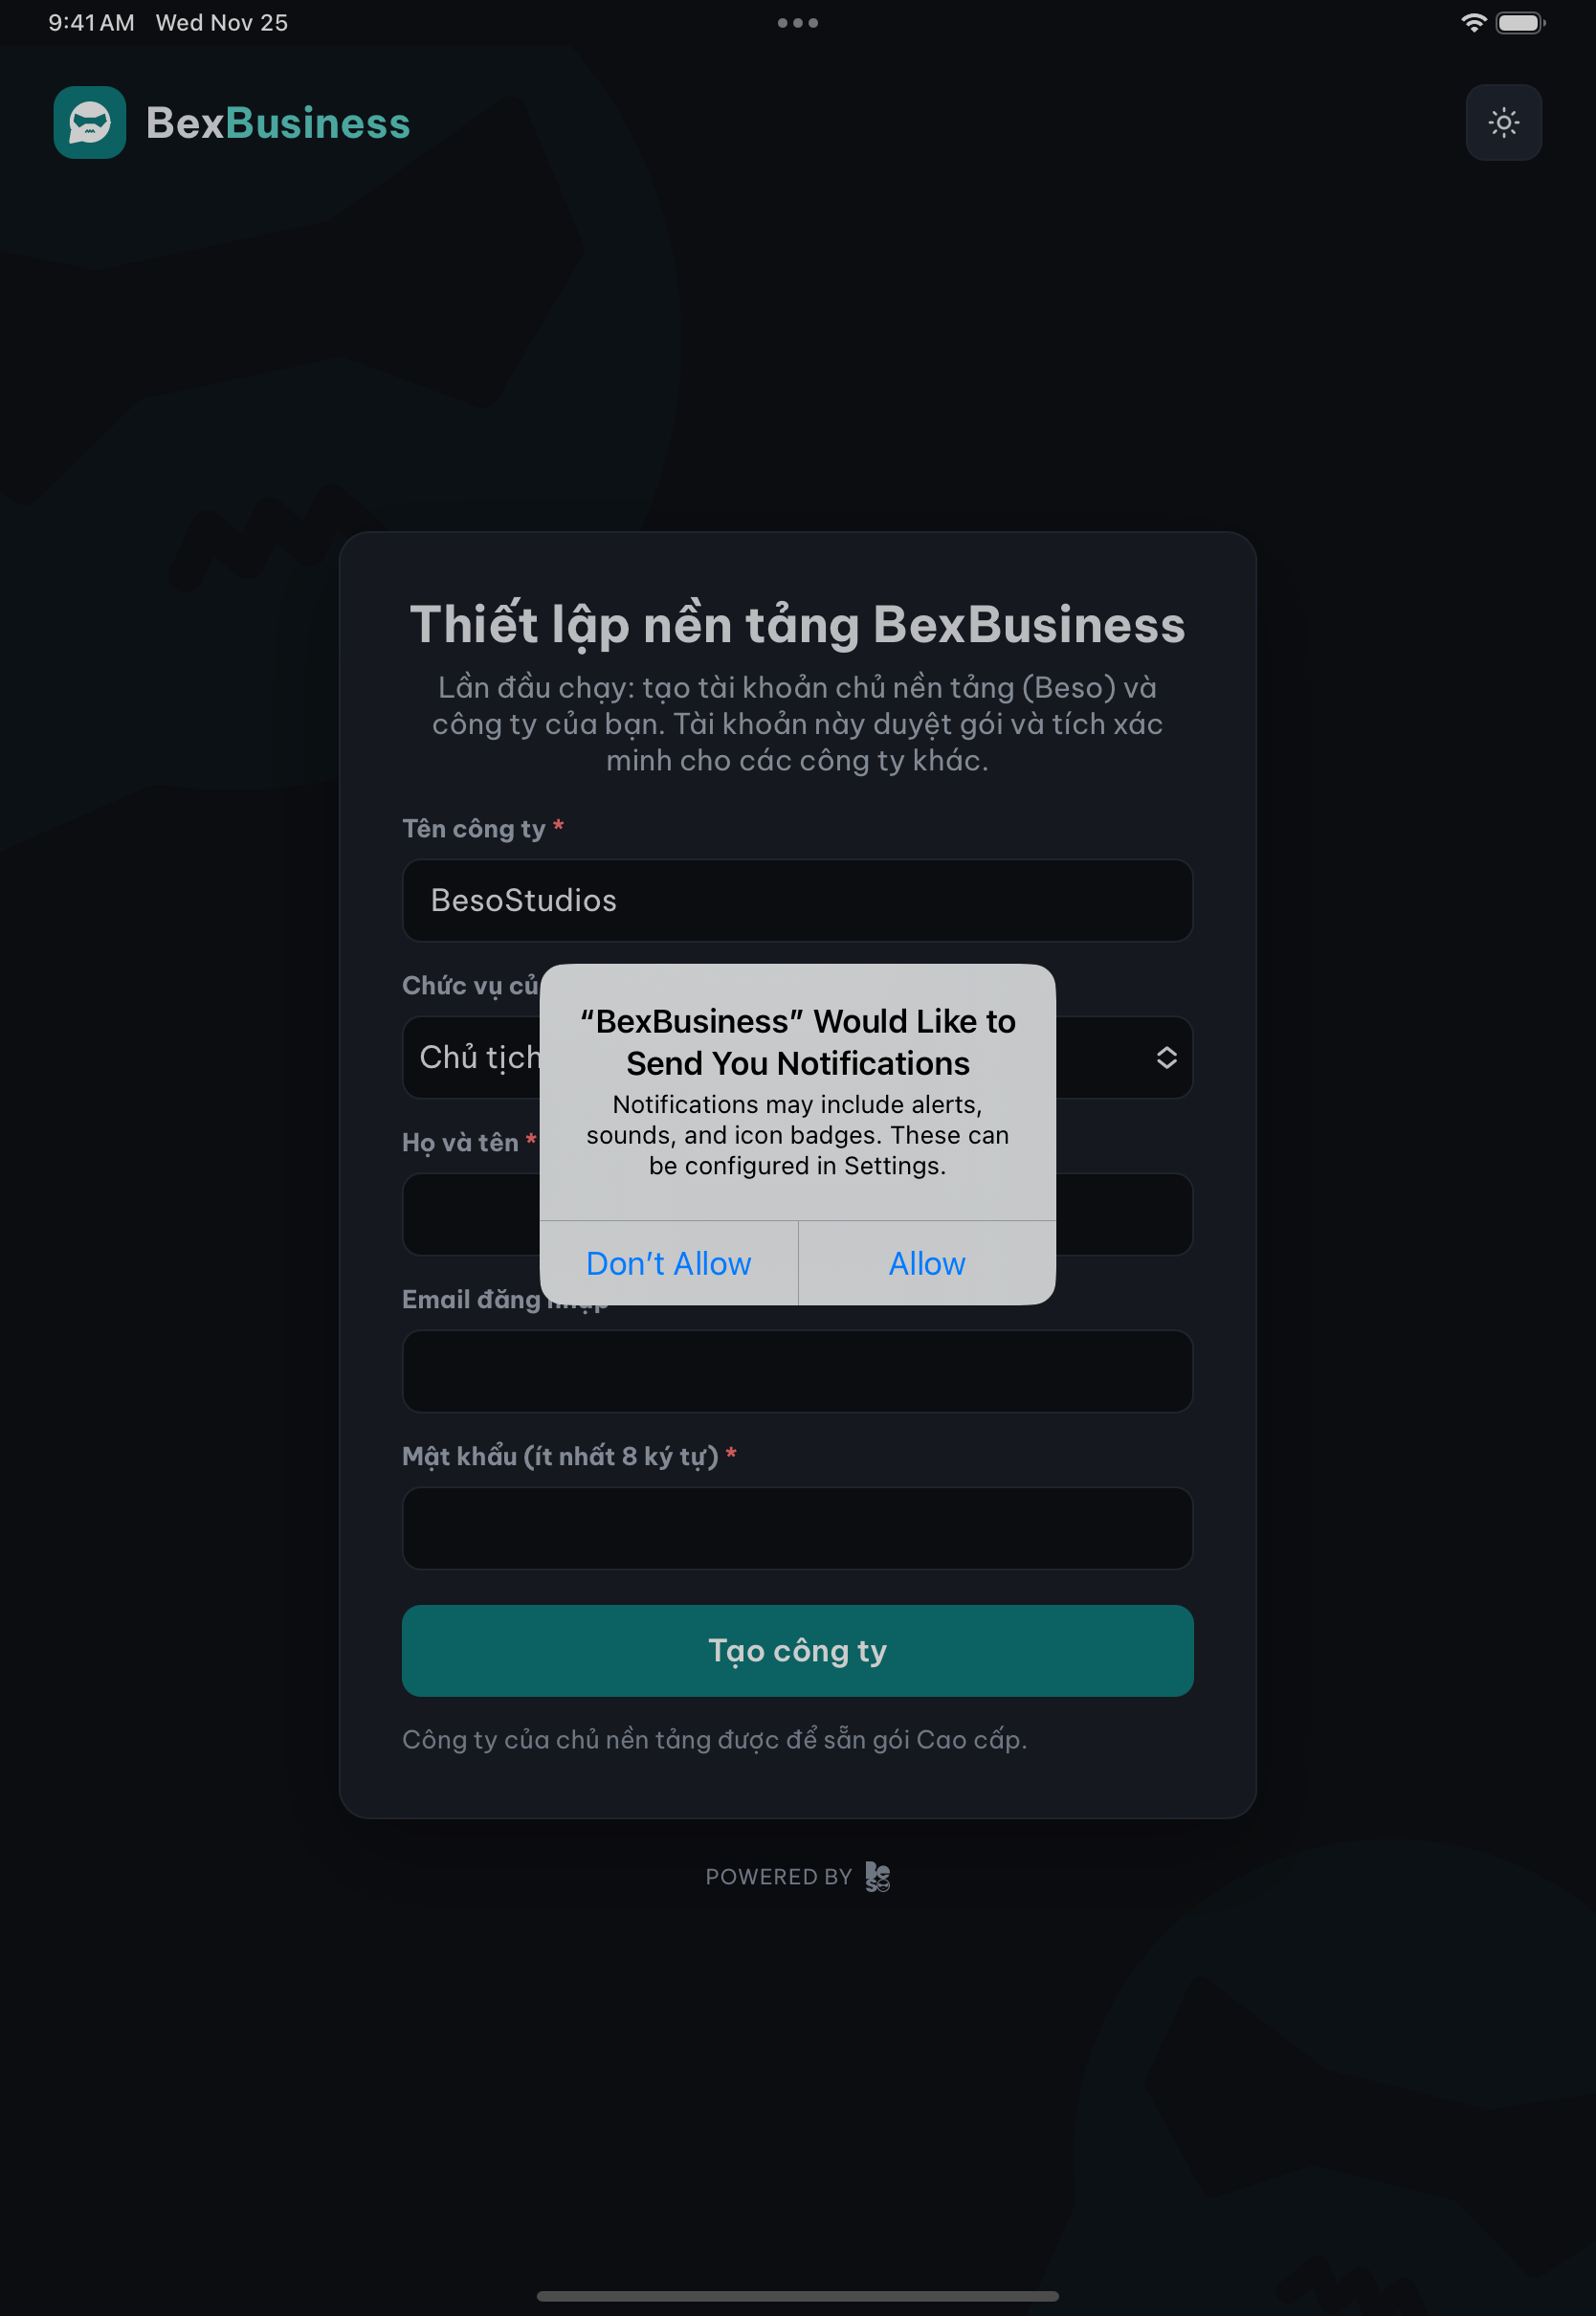 9:41 AM Wed Nov 25
BexBusiness
Thiết lập nền tảng BexBusiness
Lần đầu chạy: tạo tài khoản chủ nền tảng (Beso) và
công ty của bạn. Tài khoản này duyệt gói và tích xác
minh cho các công ty khác.
Tên công ty *
BesoStudios
Chức vụ
Chủ tịch
“BexBusiness” Would Like to
Send You Notifications
Notifications may include alerts,
sounds, and icon badges. These can
be configured in Settings.
Don’t Allow
Allow
Họ và tên *
Email đăng
Mật khẩu (ít nhất 8 ký tự) *
Tạo công ty
Công ty của chủ nền tảng được để sẵn gói Cao cấp.
POWERED BY Beso